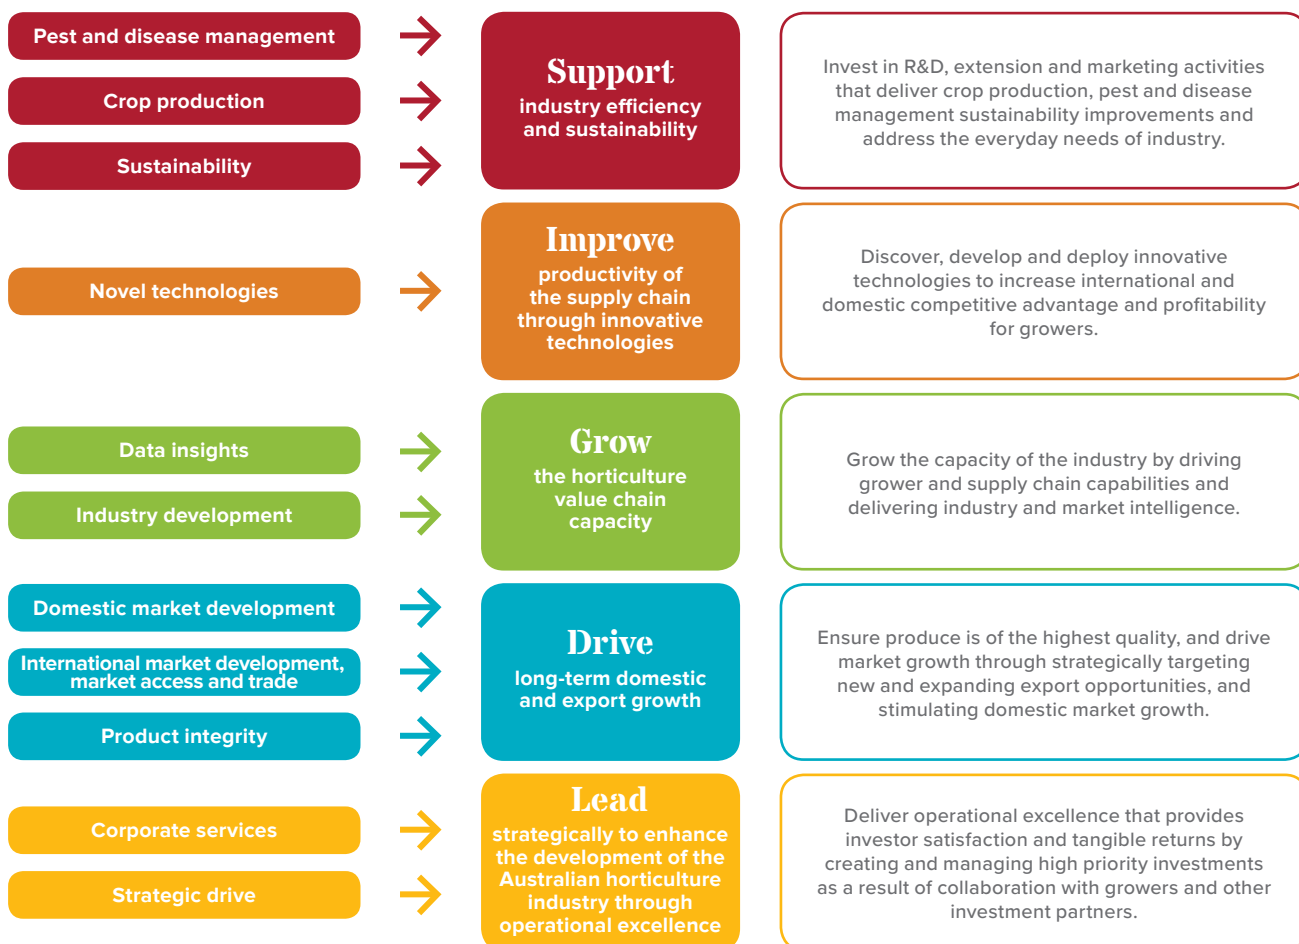 Pest and disease management
Crop production
Sustainability
Support
industry efficiency
and sustainability
Invest in R&D, extension and marketing activities
that deliver crop production, pest and disease
management sustainability improvements and
address the everyday needs of industry.
Novel technologies
Improve
productivity of
the supply chain
through innovative
technologies
Discover, develop and deploy innovative
technologies to increase international and
domestic competitive advantage and profitability
for growers.
Data insights
Industry development
Grow
the horticulture
value chain
capacity
Grow the capacity of the industry by driving
grower and supply chain capabilities and
delivering industry and market intelligence.
Domestic market development
International market development,
market access and trade
Product integrity
Drive
long-term domestic
and export growth
Ensure produce is of the highest quality, and drive
market growth through strategically targeting
new and expanding export opportunities, and
stimulating domestic market growth.
Corporate services
Strategic drive
Lead
strategically to enhance
the development of the
Australian horticulture
industry through
operational excellence
Deliver operational excellence that provides
investor satisfaction and tangible returns by
creating and managing high priority investments
as a result of collaboration with growers and other
investment partners.